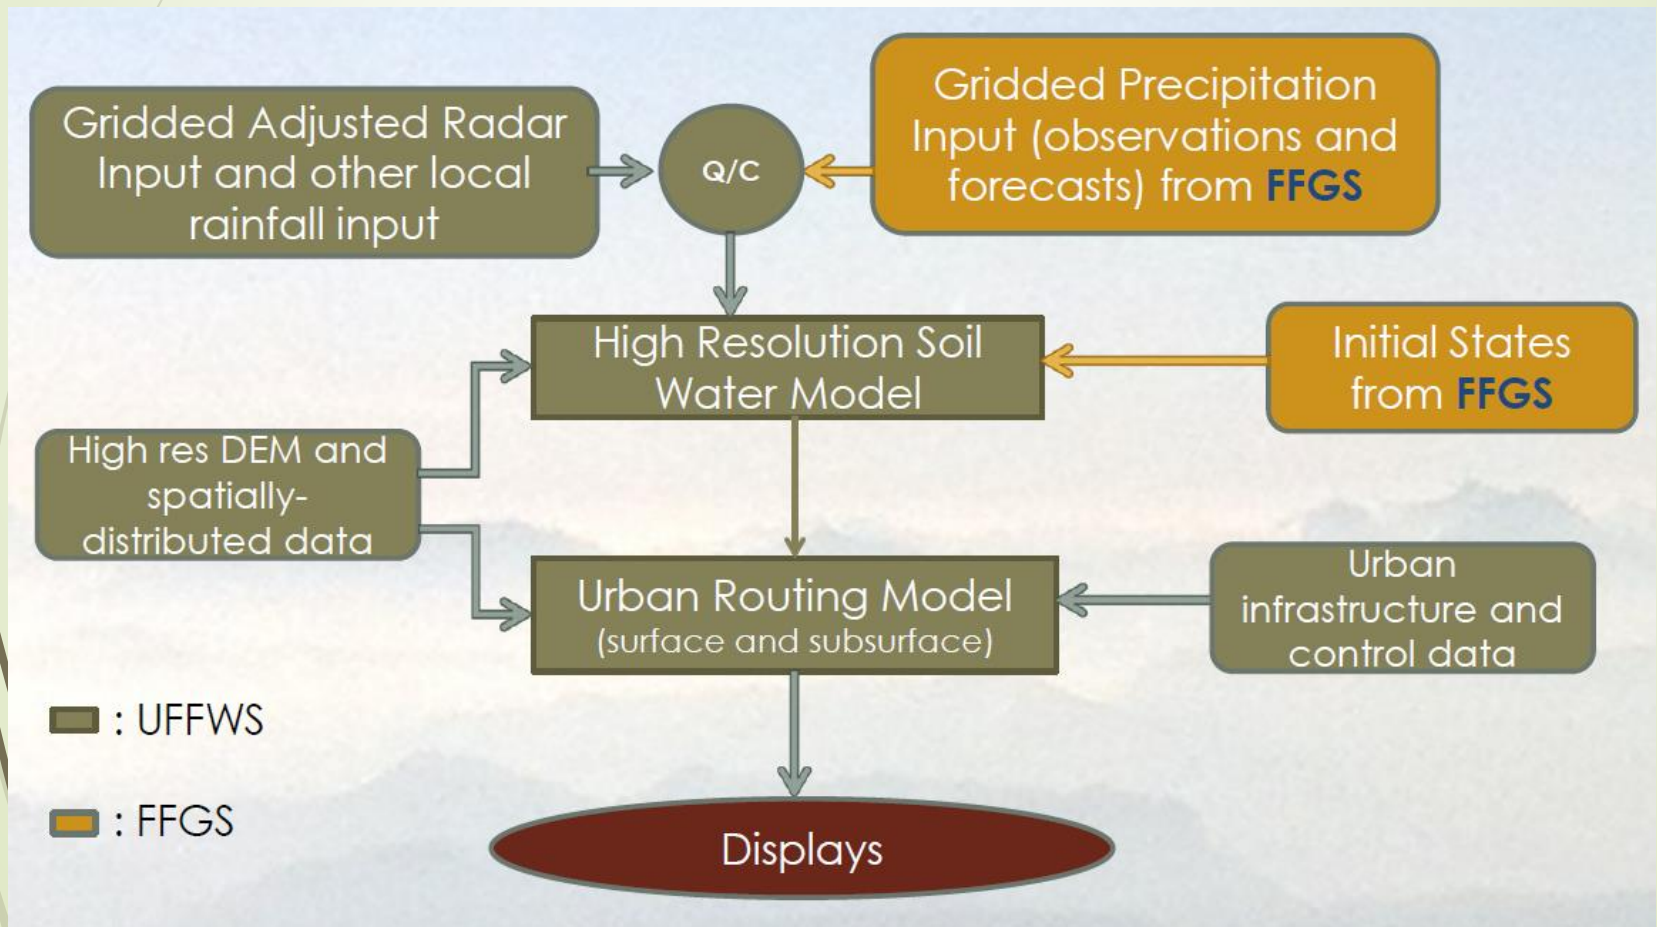 Gridded Adjusted Radar
Input and other local
rainfall input
Q/C
Gridded Precipitation
Input (observations and
forecasts) from FFGS
High Resolution Soil
Water Model
Initial States
from FFGS
High res DEM and
spatially-
distributed data
Urban Routing Model
(surface and subsurface)
Urban
infrastructure and
control data
: UFFWS
: FFGS
Displays